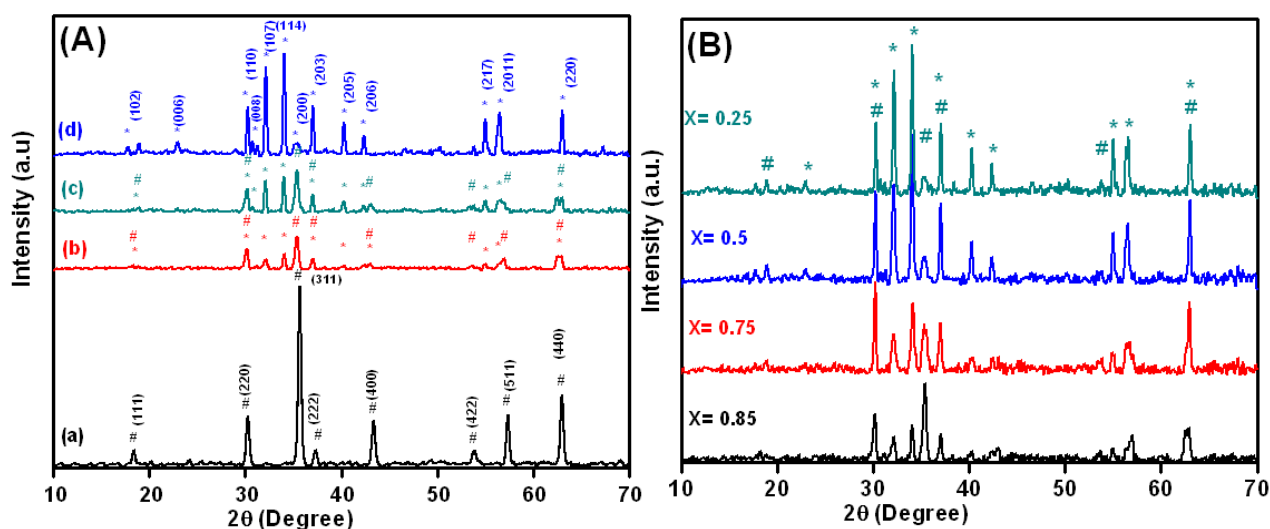 (A)
(d)
* (102)
* (006)
* (110)
* (008)
* (107)
* (114)
* (200)
* (203)
* (205)
* (206)
* (217)
* (2011)
* (220)
(c)
# * # * * * * # # * * # * # * * # # *
(b)
# * # * * * # # * * # * # * * # # *
(a)
# (111)
# (220)
# (311)
# (222)
# (400)
# (422)
# (511)
# (440)
10 20 30 40 50 60 70
2θ (Degree)
Intensity (a.u)
(B)
X= 0.25
# * * # * * * # # * * # * * * #
X= 0.5
X= 0.75
X= 0.85
10 20 30 40 50 60 70
2θ (Degree)
Intensity (a.u.)